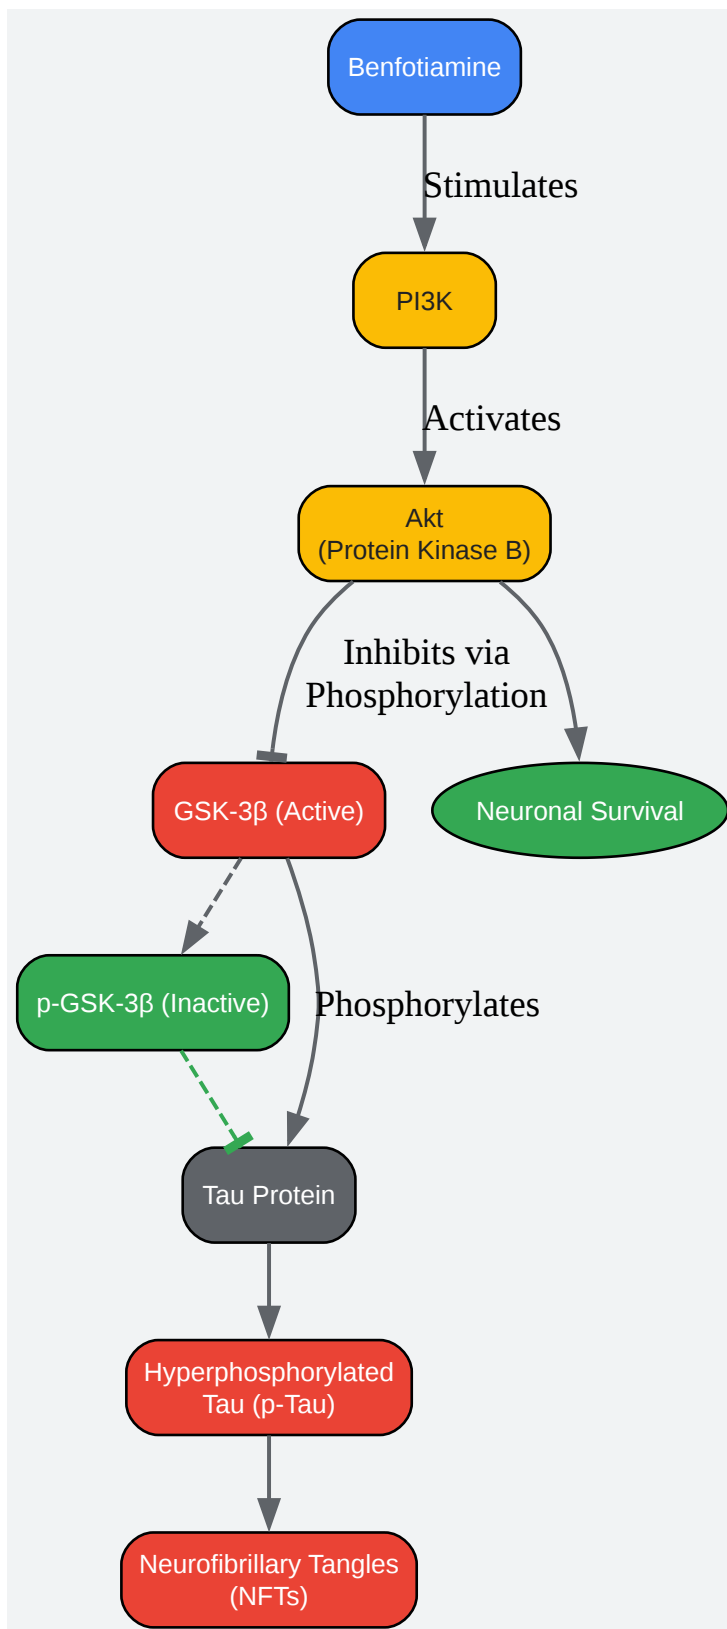 Benfotiamine
Stimulates
PI3K
Activates
Akt
(Protein Kinase B)
Inhibits via
Phosphorylation
GSK-3β (Active)
Neuronal Survival
p-GSK-3β (Inactive)
Phosphorylates
Tau Protein
Hyperphosphorylated
Tau (p-Tau)
Neurofibrillary Tangles
(NFTs)